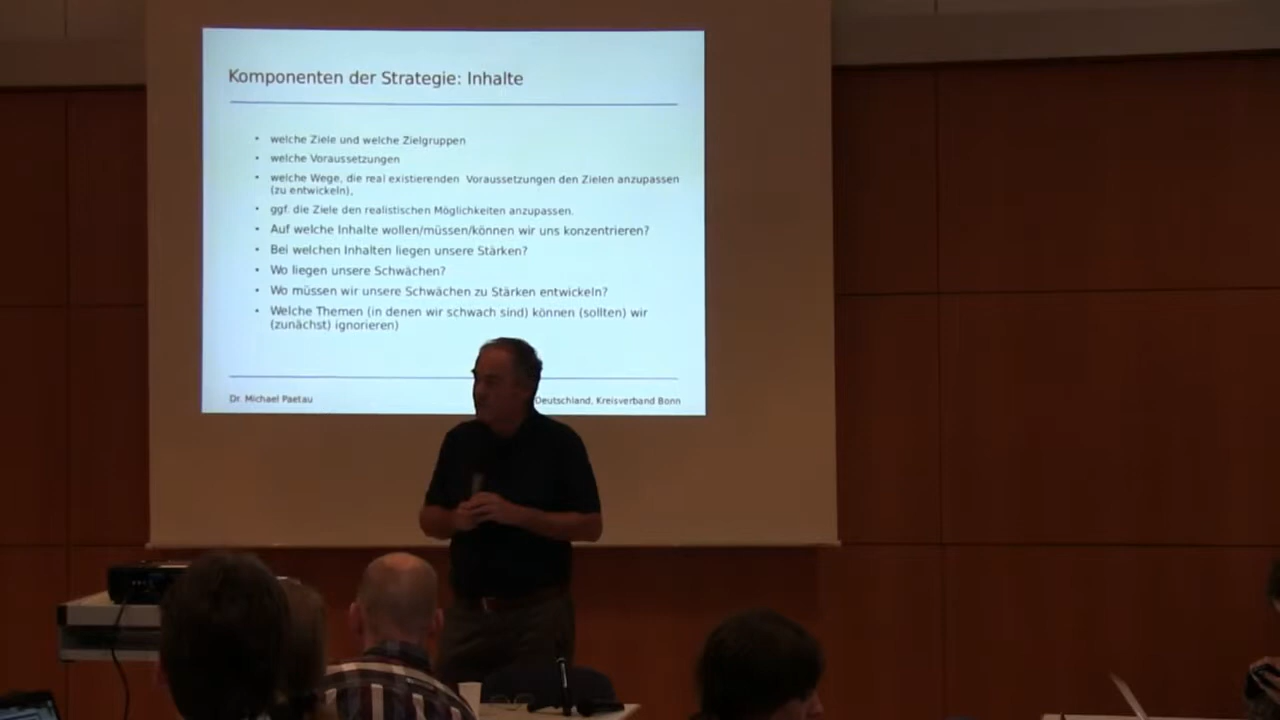 Komponenten der Strategie: Inhalte
• welche Ziele und welche Zielgruppen
• welche Voraussetzungen
• welche Wege, die real existierenden Voraussetzungen den Zielen anzupassen
(zu entwickeln),
• ggf. die Ziele den realistischen Möglichkeiten anzupassen.
• Auf welche Inhalte wollen/müssen/können wir uns konzentrieren?
• Bei welchen Inhalten liegen unsere Stärken?
• Wo liegen unsere Schwächen?
• Wo müssen wir unsere Schwächen zu Stärken entwickeln?
• Welche Themen (in denen wir schwach sind) können (sollten) wir
(zunächst) ignorieren)
Dr. Michael Paetau
Deutschland, Kreisverband Bonn